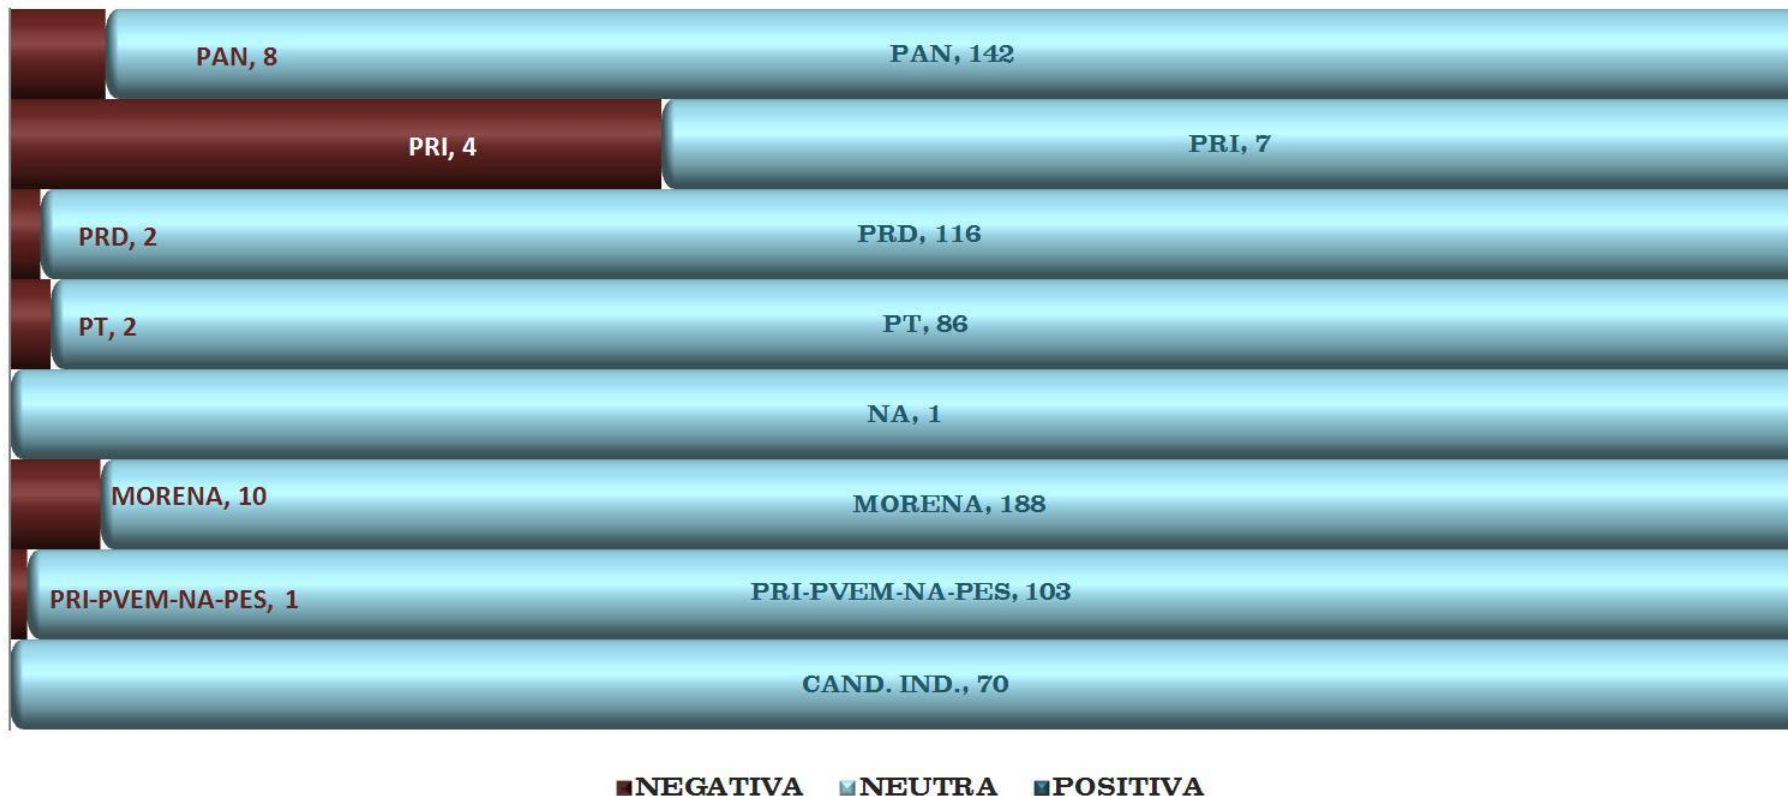 PAN, 8 PAN, 142
PRI, 4 PRI, 7
PRD, 2 PRD, 116
PT, 2 PT, 86
NA, 1
MORENA, 10 MORENA, 188
PRI-PVEM-NA-PES, 1 PRI-PVEM-NA-PES, 103
CAND. IND., 70
NEGATIVA NEUTRA POSITIVA